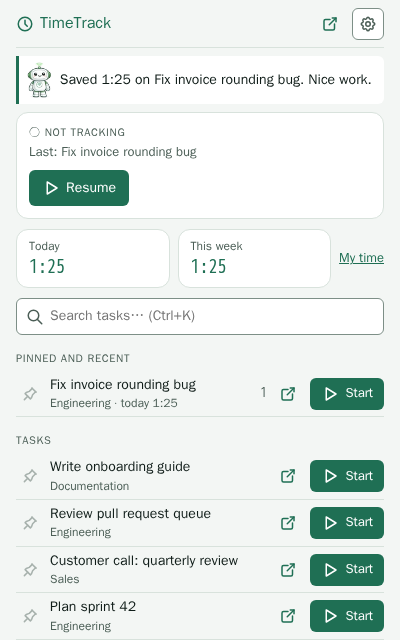 TimeTrack
Saved 1:25 on Fix invoice rounding bug. Nice work.
NOT TRACKING
Last: Fix invoice rounding bug
Resume
Today
1:25
This week
1:25
My time
Search tasks··· (Ctrl+K)
PINNED AND RECENT
Fix invoice rounding bug
Engineering · today 1:25
1
Start
TASKS
Write onboarding guide
Documentation
Start
Review pull request queue
Engineering
Start
Customer call: quarterly review
Sales
Start
Plan sprint 42
Engineering
Start